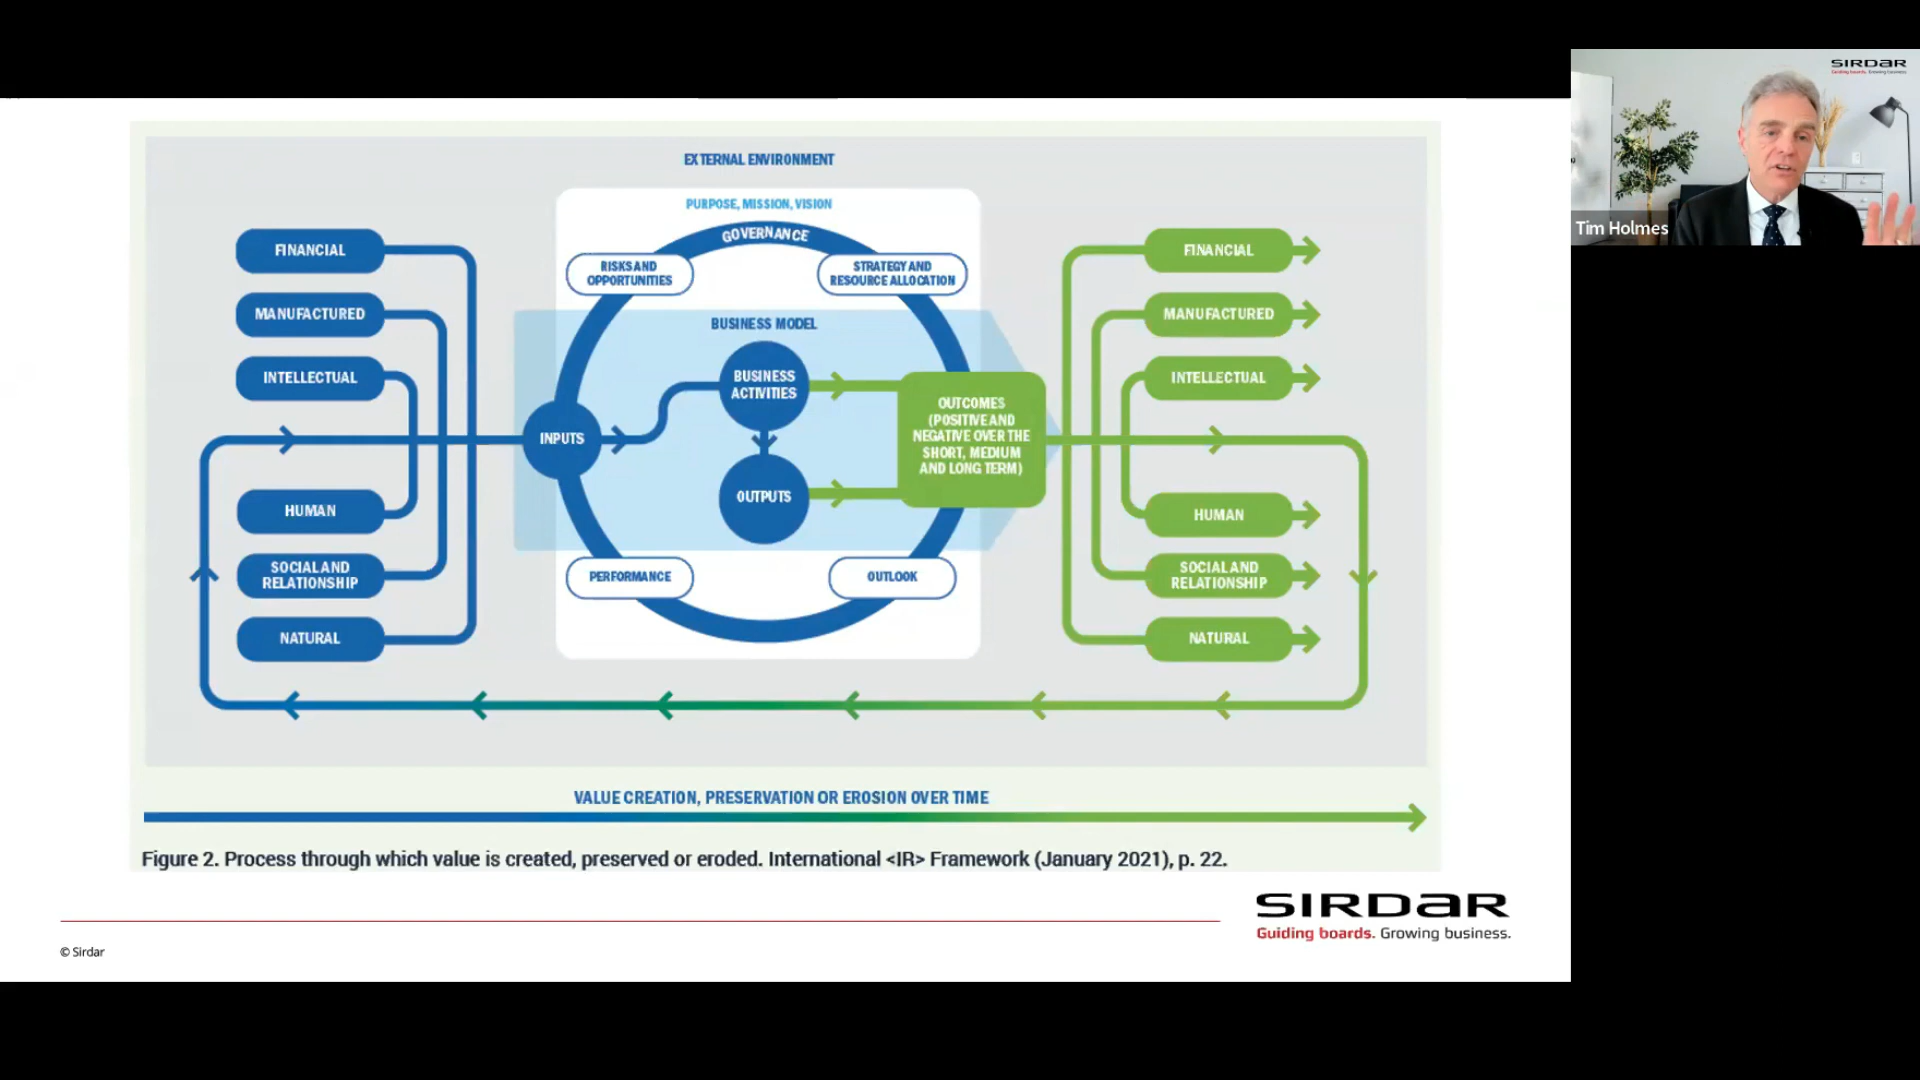 EXTERNAL ENVIRONMENT
PURPOSE, MISSION, VISION
GOVERNANCE
RISKS AND
OPPORTUNITIES
STRATEGY AND
RESOURCE ALLOCATION
FINANCIAL
MANUFACTURED
INTELLECTUAL
HUMAN
SOCIAL AND
RELATIONSHIP
NATURAL
BUSINESS MODEL
INPUTS
BUSINESS
ACTIVITIES
OUTPUTS
OUTCOMES
(POSITIVE AND
NEGATIVE OVER THE
SHORT, MEDIUM
AND LONG TERM)
PERFORMANCE
OUTLOOK
FINANCIAL
MANUFACTURED
INTELLECTUAL
HUMAN
SOCIAL AND
RELATIONSHIP
NATURAL
VALUE CREATION, PRESERVATION OR EROSION OVER TIME
Figure 2. Process through which value is created, preserved or eroded. International <IR> Framework (January 2021), p. 22.
SIRDAR
Guiding boards. Growing business.
© Sirdar
SIRDAR
Guiding boards. Growing business.
Tim Holmes